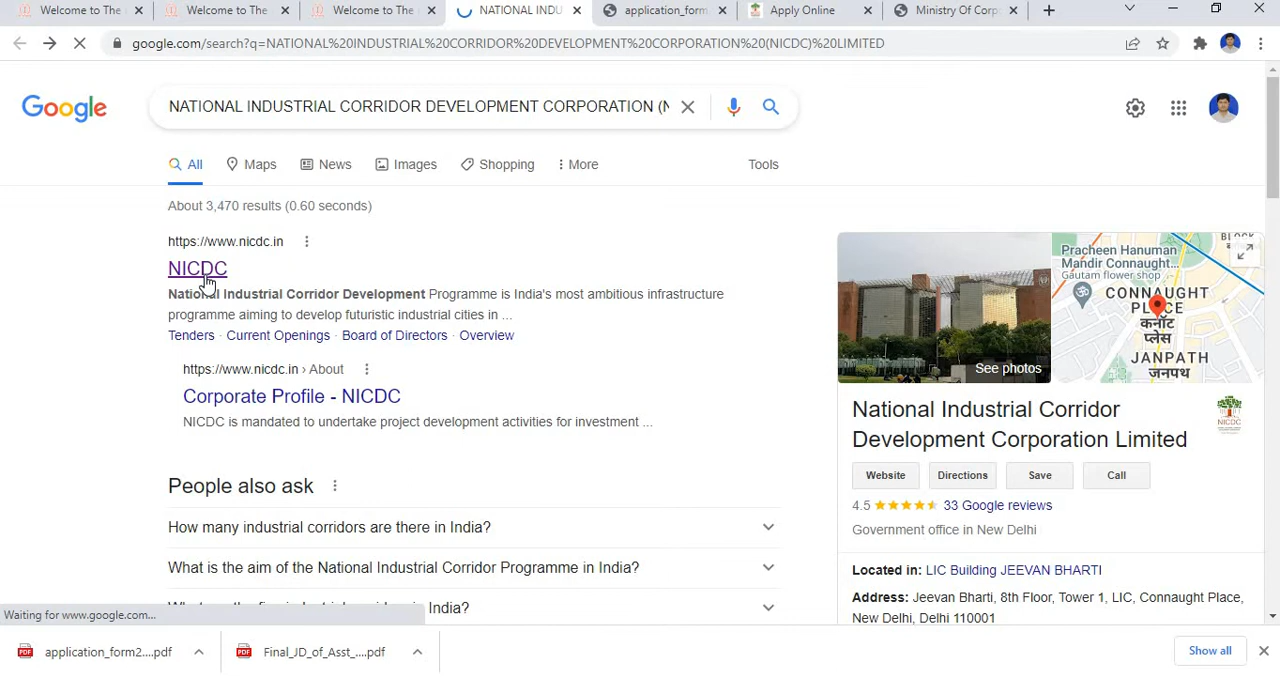 Welcome to The
Welcome to The
Welcome to The
NATIONAL INDU
application_form
Apply Online
Ministry Of Corp
google.com/search?q=NATIONAL%20INDUSTRIAL%20CORRIDOR%20DEVELOPMENT%20CORPORATION%20(NICDC)%20LIMITED
Google
NATIONAL INDUSTRIAL CORRIDOR DEVELOPMENT CORPORATION (N
All
Maps
News
Images
Shopping
More
Tools
About 3,470 results (0.60 seconds)
https://www.nicdc.in
NICDC
National Industrial Corridor Development Programme is India's most ambitious infrastructure
programme aiming to develop futuristic industrial cities in ...
Tenders · Current Openings · Board of Directors · Overview
https://www.nicdc.in › About
Corporate Profile - NICDC
NICDC is mandated to undertake project development activities for investment ...
People also ask
How many industrial corridors are there in India?
What is the aim of the National Industrial Corridor Programme in India?
India?
See photos
BLOCK
Pracheen Hanuman
Mandir Connaught...
Gautam flower shop
CONNAUGHT
PLACE
कनॉट
प्लेस
JANPATH
जनपथ
National Industrial Corridor
Development Corporation Limited
NICDC
Website
Directions
Save
Call
4.5 33 Google reviews
Government office in New Delhi
Located in: LIC Building JEEVAN BHARTI
Address: Jeevan Bharti, 8th Floor, Tower 1, LIC, Connaught Place,
New Delhi, Delhi 110001
Waiting for www.google.com...
application_form2....pdf
Final_JD_of_Asst_....pdf
Show all